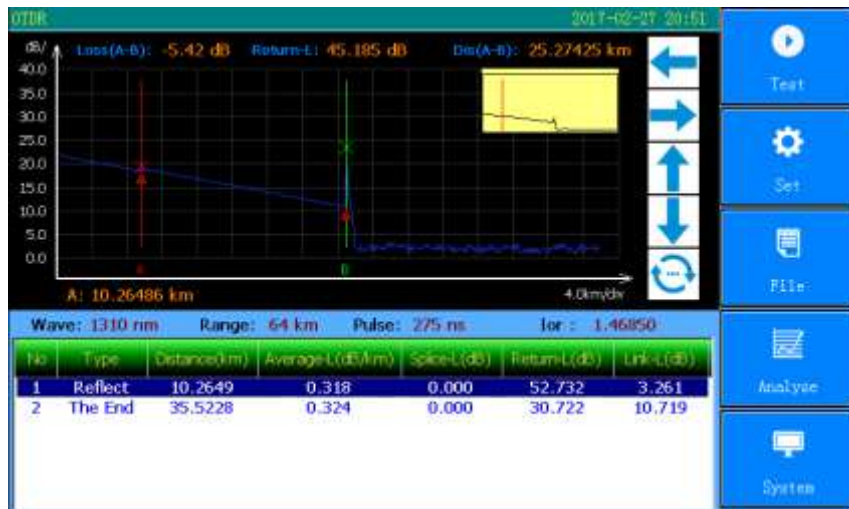 OTDR 2017-02-27 20:51
dB/ Loss(A-B): -5.42 dB Return-L: 45.185 dB Dis(A-B): 25.27425 km
40.0
35.0
30.0
25.0
20.0
15.0
10.0
5.0
0.0
A
B
A
B
A: 10.26486 km 4.0km/div
Wave: 1310 nm Range: 64 km Pulse: 275 ns Ior : 1.46850
No Type Distance(km) Average-L(dB/km) Splice-L(dB) Return-L(dB) Link-L(dB)
1 Reflect 10.2649 0.318 0.000 52.732 3.261
2 The End 35.5228 0.324 0.000 30.722 10.719
Test
Set
File
Analyse
System